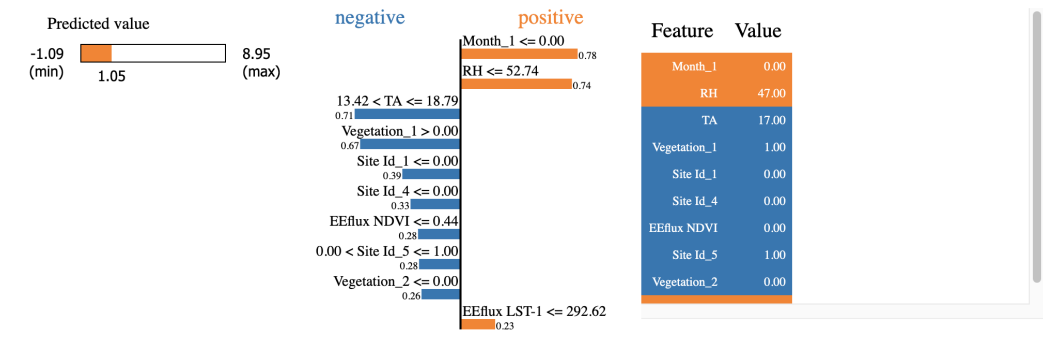 Predicted value
-1.09
(min)
1.05
8.95
(max)
negative
positive
Month_1 <= 0.00
0.78
RH <= 52.74
0.74
13.42 < TA <= 18.79
0.71
Vegetation_1 > 0.00
0.67
Site Id_1 <= 0.00
0.39
Site Id_4 <= 0.00
0.33
EEflux NDVI <= 0.44
0.28
0.00 < Site Id_5 <= 1.00
0.28
Vegetation_2 <= 0.00
0.26
EEflux LST-1 <= 292.62
0.23
Feature Value
Month_1 0.00
RH 47.00
TA 17.00
Vegetation_1 1.00
Site Id_1 0.00
Site Id_4 0.00
EEflux NDVI 0.00
Site Id_5 1.00
Vegetation_2 0.00